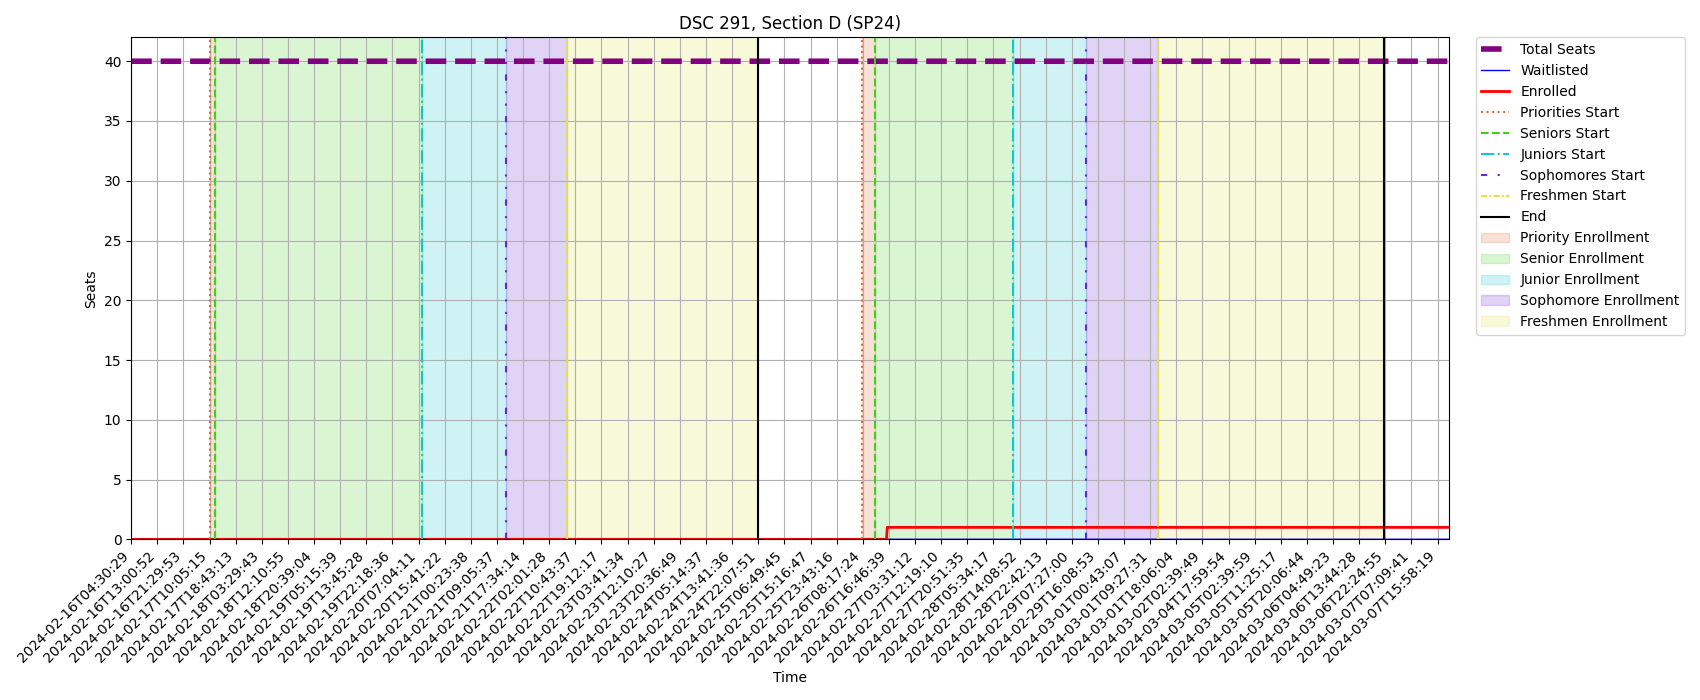 DSC 291, Section D (SP24)
Seats
40
35
30
25
20
15
10
5
0
2024-02-16T04:30:29
2024-02-16T13:00:52
2024-02-16T21:29:53
2024-02-17T10:05:15
2024-02-17T18:43:13
2024-02-18T03:29:43
2024-02-18T12:10:55
2024-02-18T20:39:04
2024-02-19T05:15:39
2024-02-19T13:45:28
2024-02-19T22:18:36
2024-02-20T07:04:11
2024-02-20T15:41:22
2024-02-21T00:23:38
2024-02-21T09:05:37
2024-02-21T17:34:14
2024-02-22T02:01:28
2024-02-22T10:43:37
2024-02-22T19:12:17
2024-02-23T03:41:34
2024-02-23T12:10:27
2024-02-23T20:36:49
2024-02-24T05:14:37
2024-02-24T13:41:36
2024-02-24T22:07:51
2024-02-25T06:49:45
2024-02-25T15:16:47
2024-02-25T23:43:16
2024-02-26T08:17:24
2024-02-26T16:46:39
2024-02-27T03:31:12
2024-02-27T12:19:10
2024-02-27T20:51:35
2024-02-28T05:34:17
2024-02-28T14:08:52
2024-02-28T22:42:13
2024-02-29T07:27:00
2024-02-29T16:08:53
2024-03-01T00:43:07
2024-03-01T09:27:31
2024-03-01T18:06:04
2024-03-02T02:39:49
2024-03-04T17:59:54
2024-03-05T02:39:59
2024-03-05T11:25:17
2024-03-05T20:06:44
2024-03-06T04:49:23
2024-03-06T13:44:28
2024-03-06T22:24:55
2024-03-07T07:09:41
2024-03-07T15:58:19
Time
Total Seats
Waitlisted
Enrolled
Priorities Start
Seniors Start
Juniors Start
Sophomores Start
Freshmen Start
End
Priority Enrollment
Senior Enrollment
Junior Enrollment
Sophomore Enrollment
Freshmen Enrollment